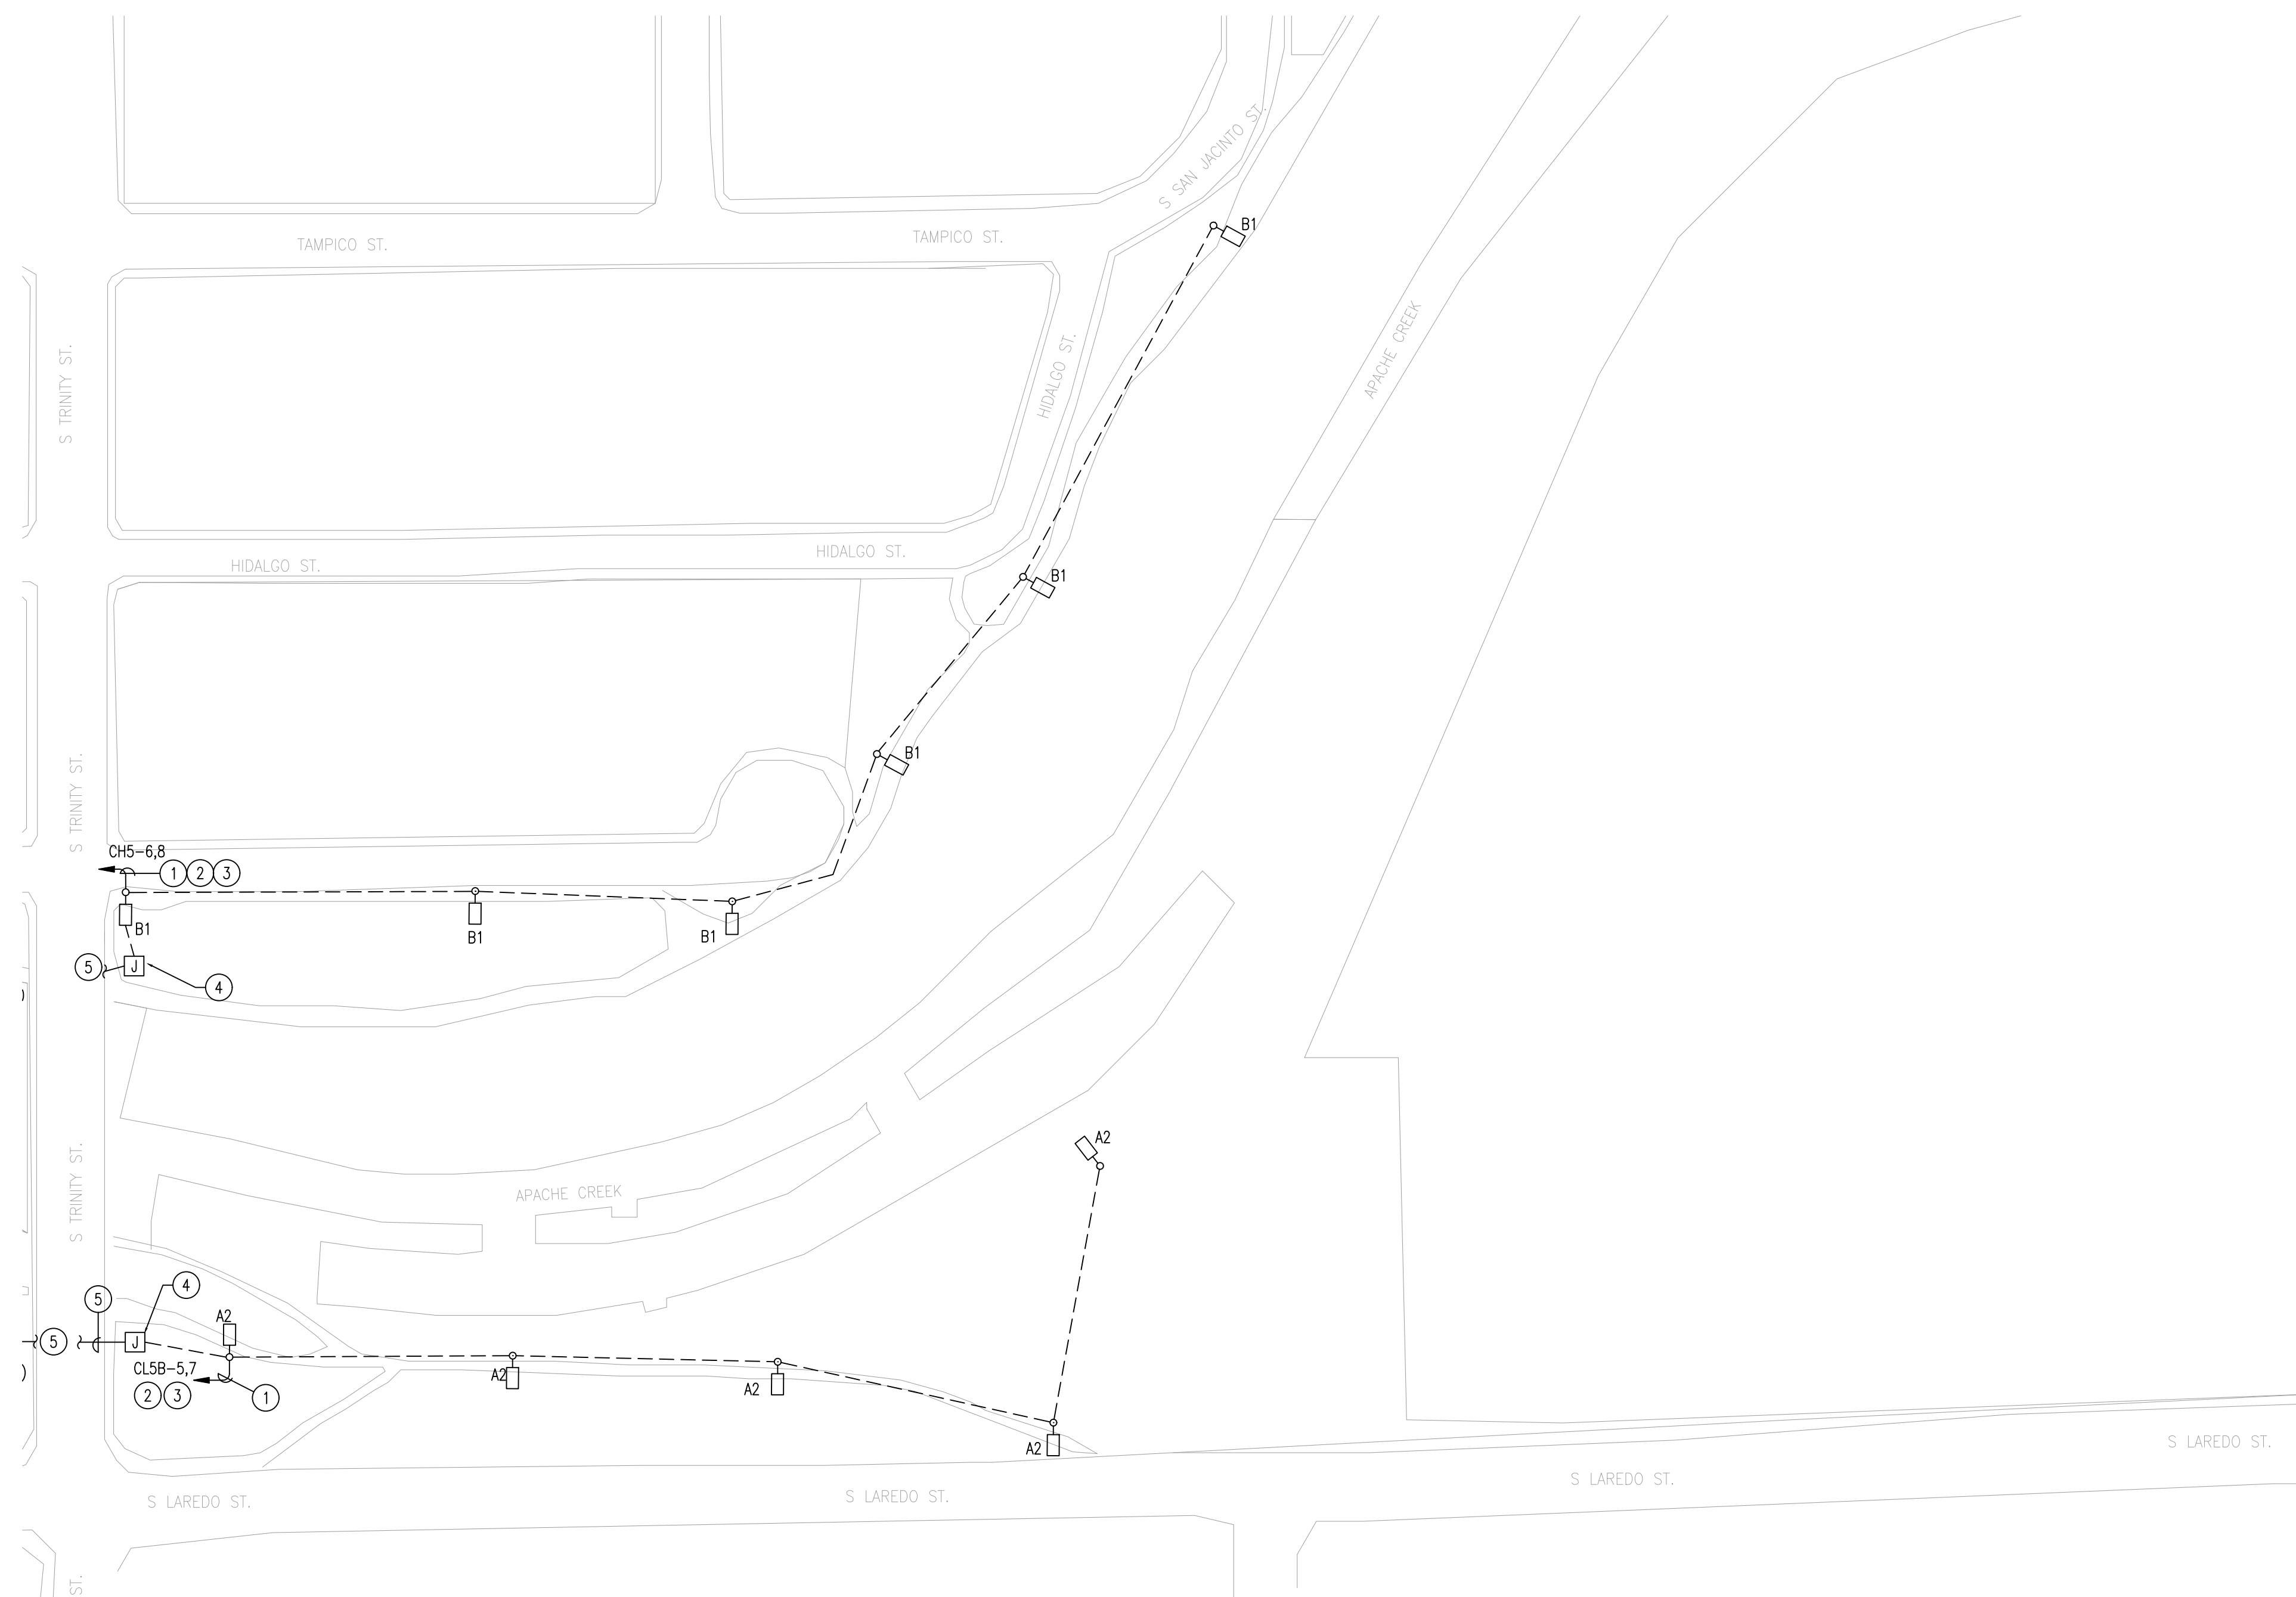 S SAN JACINTO ST.
TAMPICO ST.
TAMPICO ST.
B1
S TRINITY ST.
HIDALGO ST.
APACHE CREEK
HIDALGO ST.
HIDALGO ST.
B1
S TRINITY ST.
B1
CH5-6,8
1 2 3
B1
B1
B1
5
J
4
A2
S TRINITY ST.
APACHE CREEK
4
5
A2
5
J
CL5B-5,7
2 3
1
A2
A2
A2
S LAREDO ST.
S LAREDO ST.
S LAREDO ST.
S LAREDO ST.
ST.